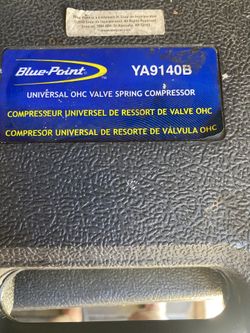 Blue-Point
YA9140B
UNIVERSAL OHC VALVE SPRING COMPRESSOR
COMPRESSEUR UNIVERSEL DE RESSORT DE VALVE OHC
COMPRESOR UNIVERSAL DE RESORTE DE VÁLVULA OHC